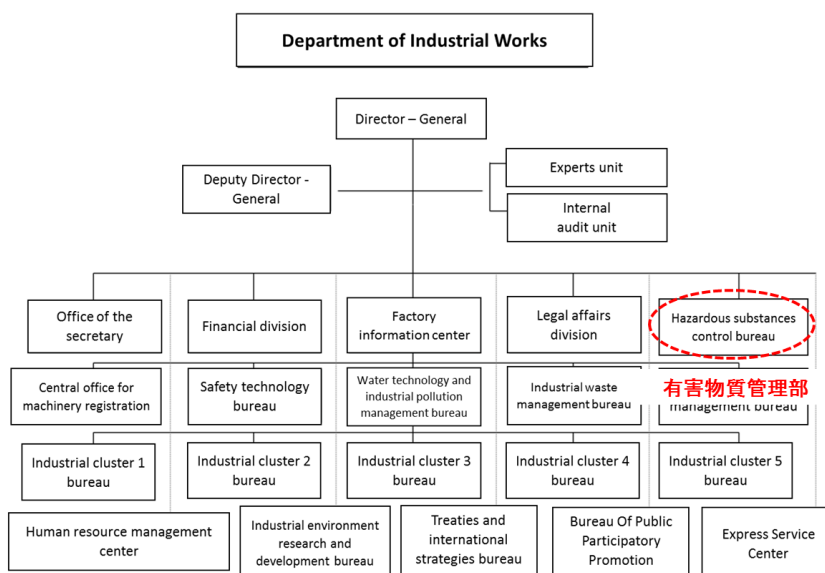 Department of Industrial Works
Director – General
Deputy Director -
General
Experts unit
Internal
audit unit
Office of the
secretary
Financial division
Factory
information center
Legal affairs
division
Hazardous substances
control bureau
Central office for
machinery registration
Safety technology
bureau
Water technology and
industrial pollution
management bureau
Industrial waste
management bureau
有害物質管理部
management bureau
Industrial cluster 1
bureau
Industrial cluster 2
bureau
Industrial cluster 3
bureau
Industrial cluster 4
bureau
Industrial cluster 5
bureau
Human resource management
center
Industrial environment
research and
development bureau
Treaties and
international
strategies bureau
Bureau Of Public
Participatory
Promotion
Express Service
Center